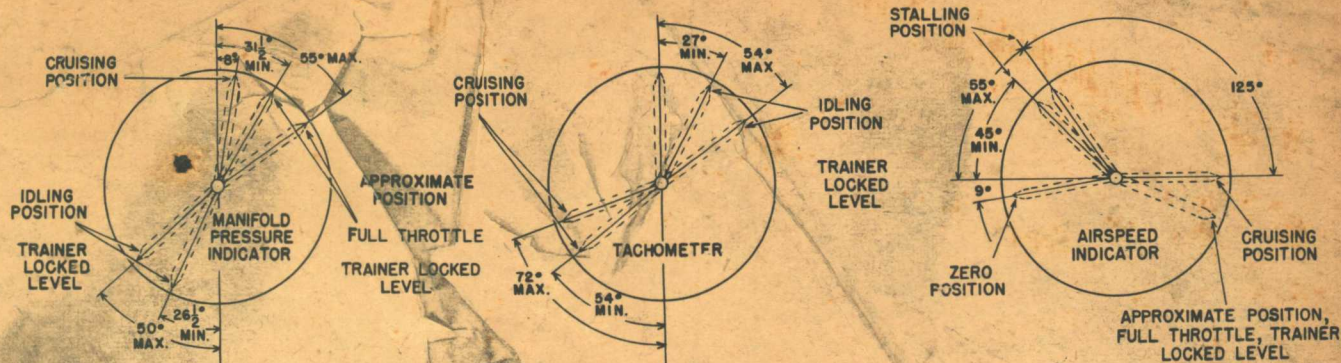 CRUISING
POSITION
8°
31½°
MIN.
55° MAX.
IDLING
POSITION
TRAINER
LOCKED
LEVEL
MANIFOLD
PRESSURE
INDICATOR
APPROXIMATE
POSITION
FULL THROTTLE
TRAINER LOCKED
LEVEL
50°
MAX.
26½°
MIN.
CRUISING
POSITION
27°
MIN.
54°
MAX
IDLING
POSITION
TRAINER
LOCKED
LEVEL
TACHOMETER
72°
MAX.
54°
MIN.
STALLING
POSITION
55°
MAX.
45°
MIN.
9°
125°
ZERO
POSITION
AIRSPEED
INDICATOR
CRUISING
POSITION
APPROXIMATE POSITION,
FULL THROTTLE, TRAINER
LOCKED LEVEL